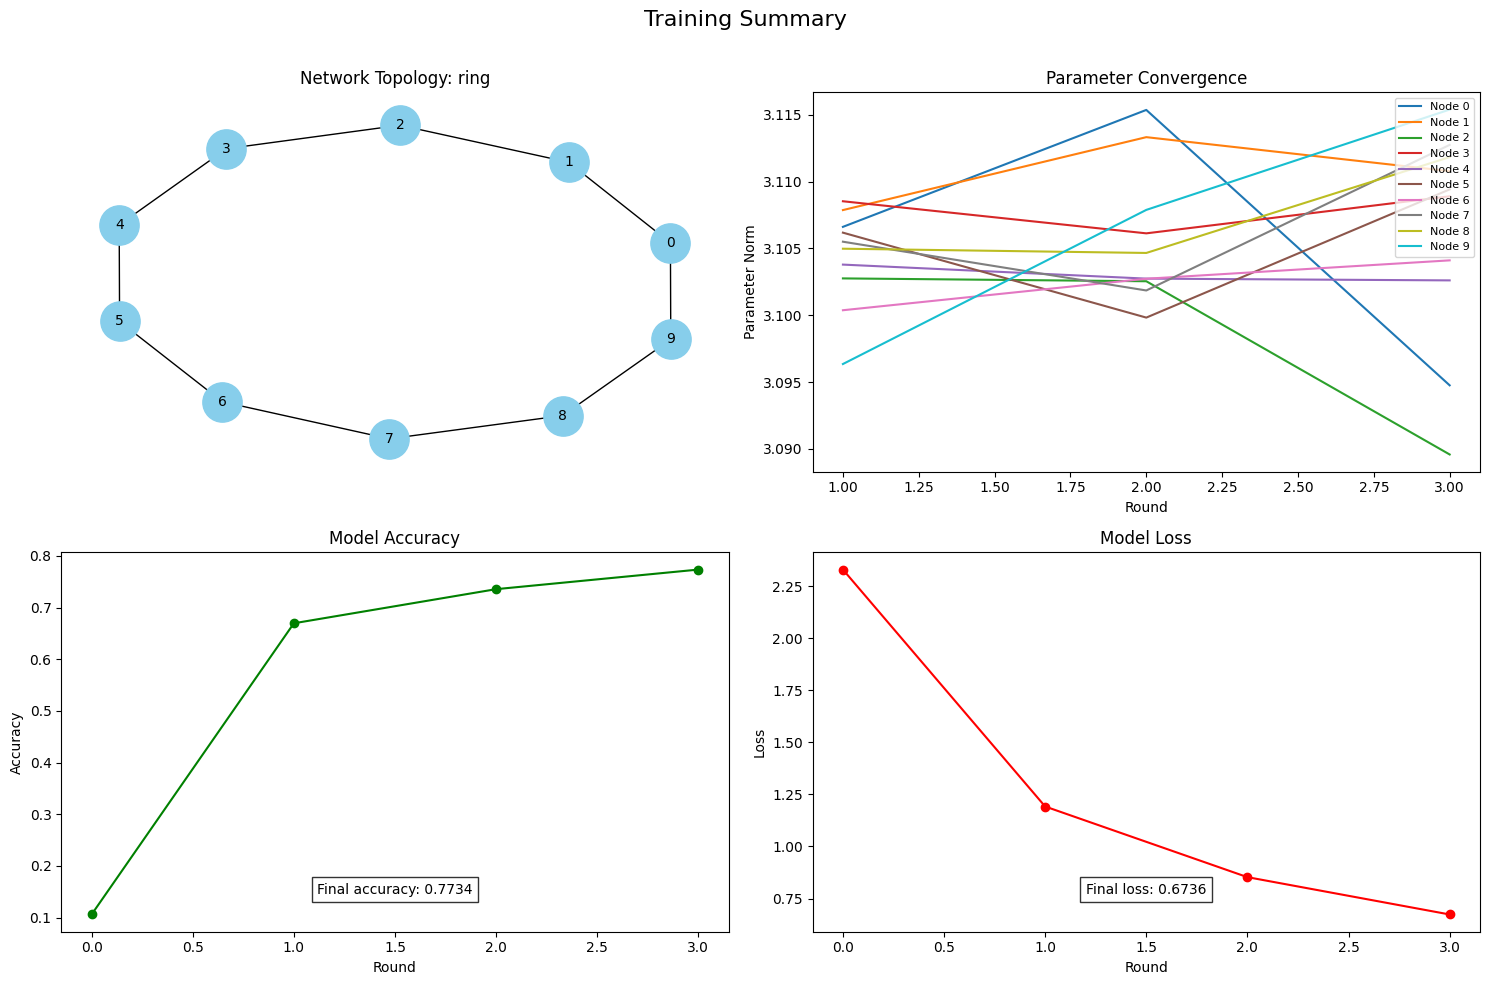 Training Summary
Network Topology: ring
2
3
1
4
0
5
9
6
8
7
Parameter Convergence
Parameter Norm
3.115
3.110
3.105
3.100
3.095
3.090
Node 0
Node 1
Node 2
Node 3
Node 4
Node 5
Node 6
Node 7
Node 8
Node 9
1.00 1.25 1.50 1.75 2.00 2.25 2.50 2.75 3.00
Round
Model Accuracy
Accuracy
0.8
0.7
0.6
0.5
0.4
0.3
0.2
0.1
Final accuracy: 0.7734
0.0 0.5 1.0 1.5 2.0 2.5 3.0
Round
Model Loss
Loss
2.25
2.00
1.75
1.50
1.25
1.00
0.75
Final loss: 0.6736
0.0 0.5 1.0 1.5 2.0 2.5 3.0
Round